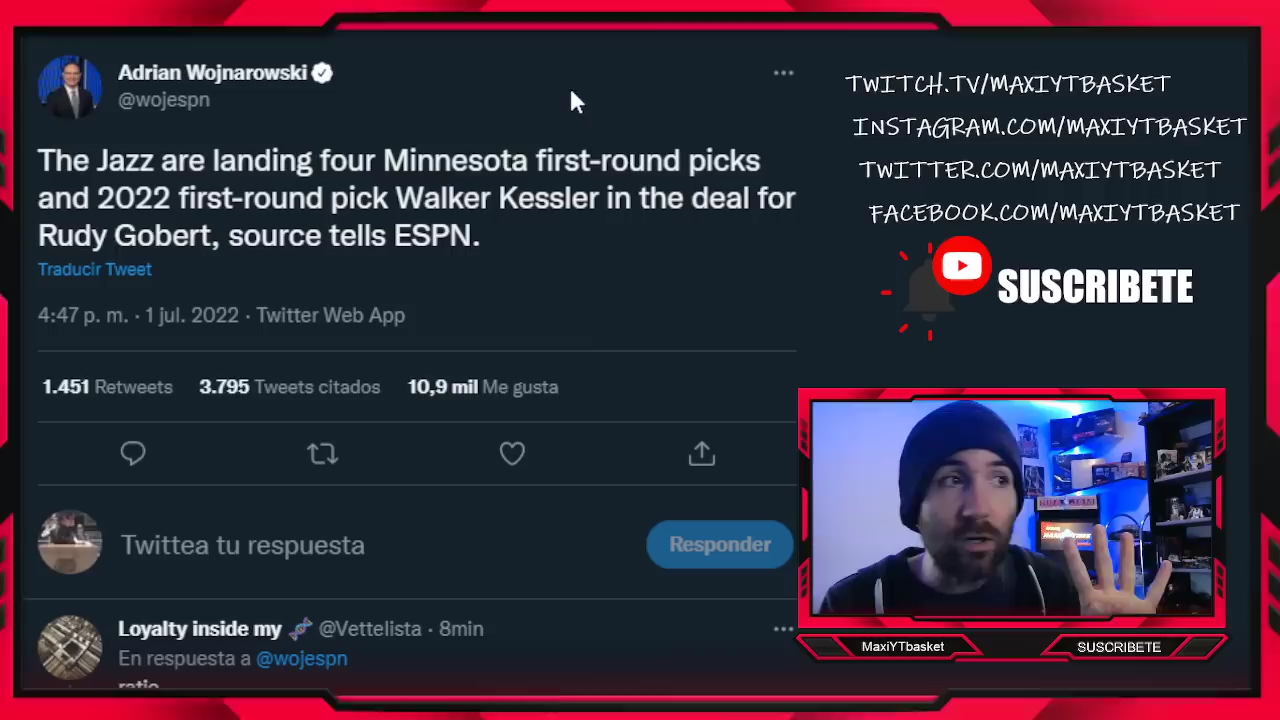 Adrian Wojnarowski
@wojespn
The Jazz are landing four Minnesota first-round picks
and 2022 first-round pick Walker Kessler in the deal for
Rudy Gobert, source tells ESPN.
Traducir Tweet
4:47 p. m. · 1 jul. 2022 · Twitter Web App
1.451 Retweets 3.795 Tweets citados 10,9 mil Me gusta
Twittea tu respuesta
Responder
Loyalty inside my 🧬 @Vettelista · 8min
En respuesta a @wojespn
ratio
TWITCH.TV/MAXIYTBASKET
INSTAGRAM.COM/MAXIYTBASKET
TWITTER.COM/MAXIYTBASKET
FACEBOOK.COM/MAXIYTBASKET
SUSCRIBETE
MaxiYTbasket
SUSCRIBETE